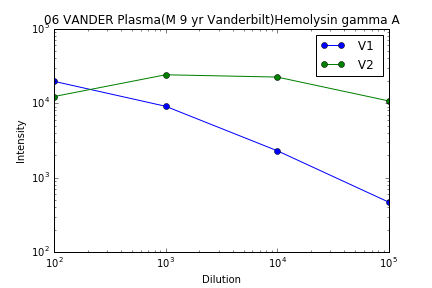 06 VANDER Plasma(M 9 yr Vanderbilt)Hemolysin gamma A
V1
V2
Intensity
10^5
10^4
10^3
10^2
10^2 10^3 10^4 10^5
Dilution